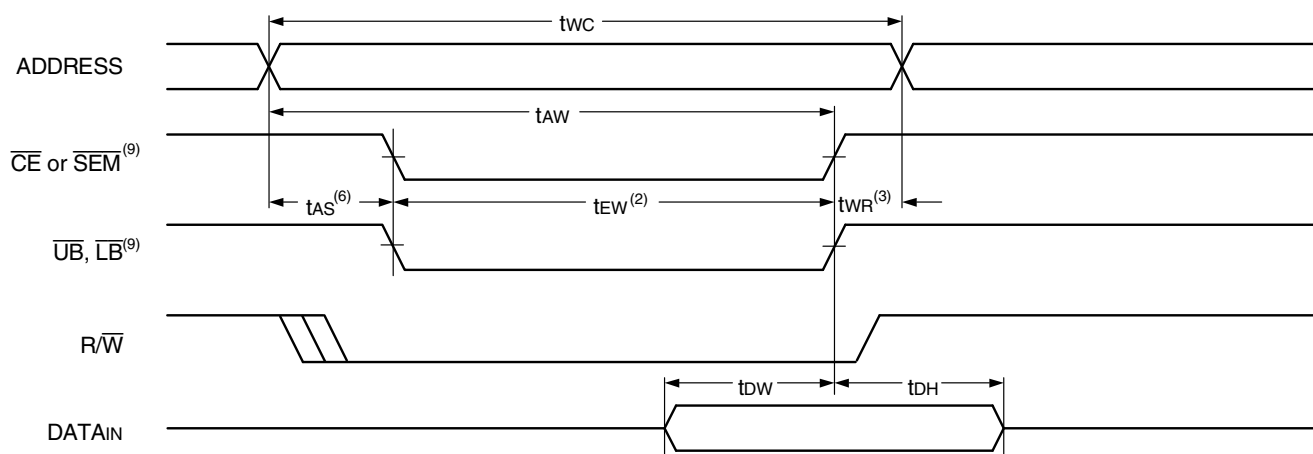 tWC
ADDRESS
tAW
CE or SEM(9)
tAS(6)
tEW(2)
tWR(3)
UB, LB(9)
R/W
tDW
tDH
DATAIN